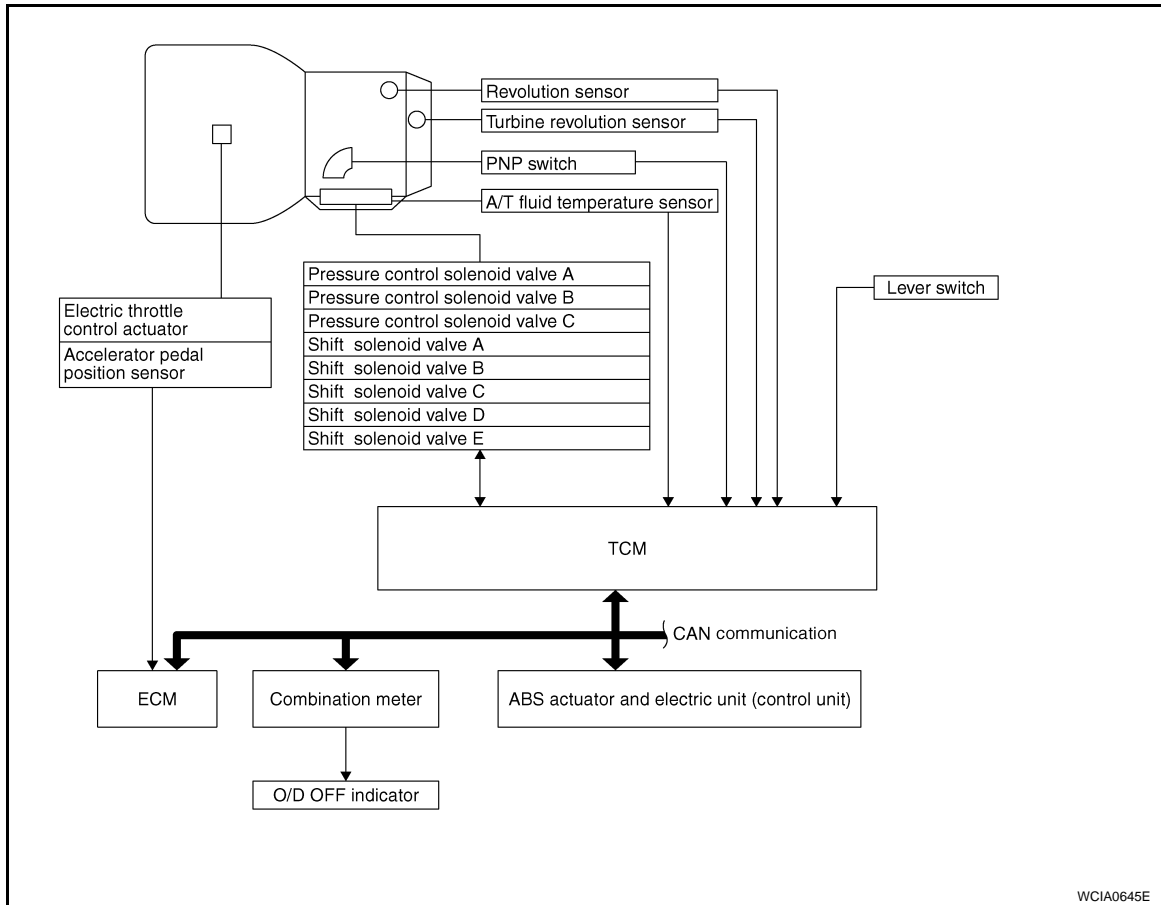 Revolution sensor
Turbine revolution sensor
PNP switch
A/T fluid temperature sensor
Pressure control solenoid valve A
Pressure control solenoid valve B
Pressure control solenoid valve C
Shift solenoid valve A
Shift solenoid valve B
Shift solenoid valve C
Shift solenoid valve D
Shift solenoid valve E
Lever switch
Electric throttle
control actuator
Accelerator pedal
position sensor
TCM
CAN communication
ECM
Combination meter
ABS actuator and electric unit (control unit)
O/D OFF indicator
WCIA0645E